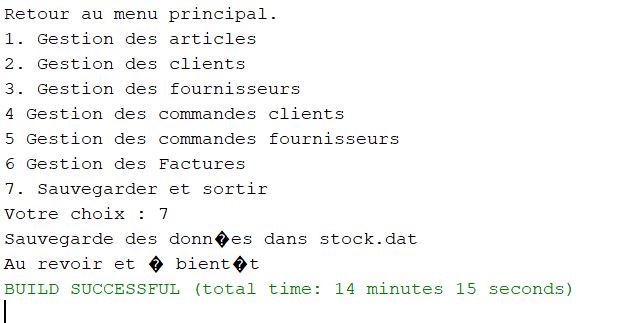 Retour au menu principal.
1. Gestion des articles
2. Gestion des clients
3. Gestion des fournisseurs
4 Gestion des commandes clients
5 Gestion des commandes fournisseurs
6 Gestion des Factures
7. Sauvegarder et sortir
Votre choix : 7
Sauvegarde des donn�es dans stock.dat
Au revoir et � bient�t
BUILD SUCCESSFUL (total time: 14 minutes 15 seconds)